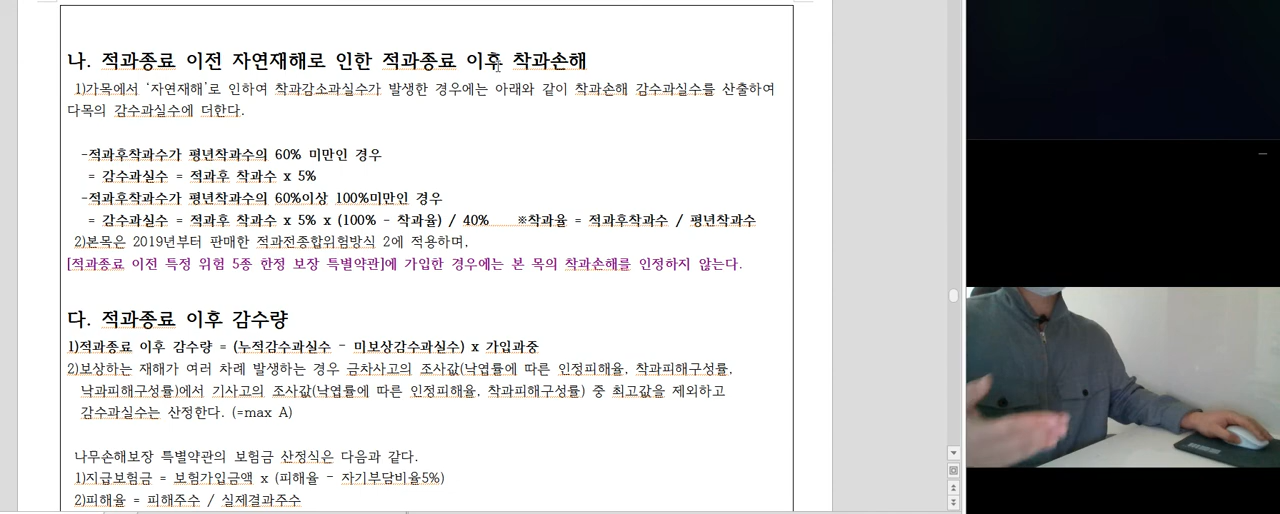 나. 적과종료 이전 자연재해로 인한 적과종료 이후 착과손해
1)가목에서 '자연재해'로 인하여 착과감소과실수가 발생한 경우에는 아래와 같이 착과손해 감수과실수를 산출하여
다목의 감수과실수에 더한다.
-적과후착과수가 평년착과수의 60% 미만인 경우
= 감수과실수 = 적과후 착과수 x 5%
-적과후착과수가 평년착과수의 60%이상 100%미만인 경우
= 감수과실수 = 적과후 착과수 x 5% x (100% - 착과율) / 40% ※착과율 = 적과후착과수 / 평년착과수
2)본목은 2019년부터 판매한 적과전종합위험방식 2에 적용하며,
[적과종료 이전 특정 위험 5종 한정 보장 특별약관]에 가입한 경우에는 본 목의 착과손해를 인정하지 않는다.
다. 적과종료 이후 감수량
1)적과종료 이후 감수량 = (누적감수과실수 - 미보상감수과실수) x 가입과중
2)보상하는 재해가 여러 차례 발생하는 경우 금차사고의 조사값(낙엽률에 따른 인정피해율, 착과피해구성률,
낙과피해구성률)에서 기사고의 조사값(낙엽률에 따른 인정피해율, 착과피해구성률) 중 최고값을 제외하고
감수과실수는 산정한다. (=max A)
나무손해보장 특별약관의 보험금 산정식은 다음과 같다.
1)지급보험금 = 보험가입금액 x (피해율 - 자기부담비율5%)
2)피해율 = 피해주수 / 실제결과주수